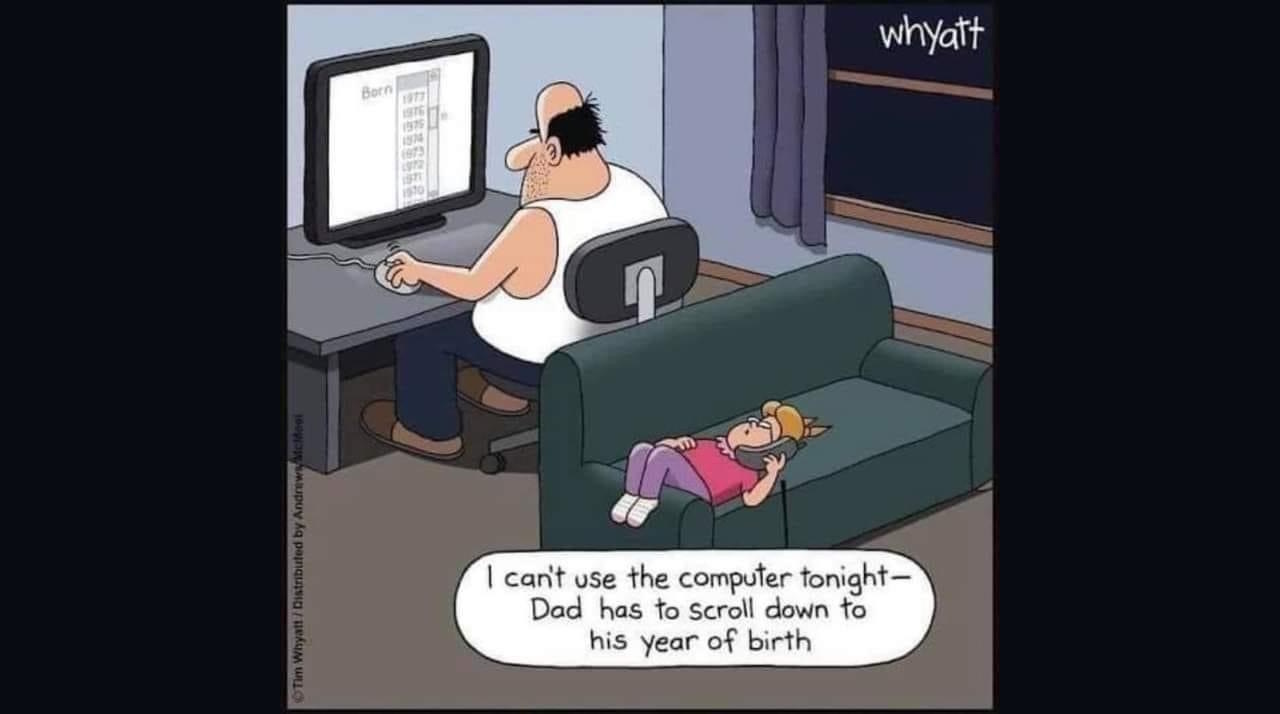 whyatt
Born
1977
1976
1975
1974
1973
1972
1971
1970
I can't use the computer tonight—
Dad has to scroll down to
his year of birth
©Tim Whyatt / Distributed by Andrews McMeel